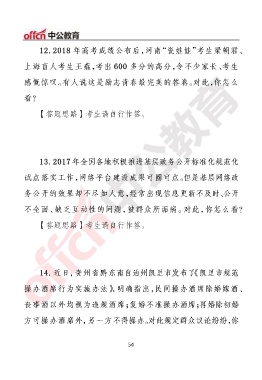 offcn中公教育
12. 2018 年高考成绩公布后,河南“瓷娃娃”考生梁帆君、
上海盲人考生王蕴,考出 600 多分的高分,令不少家长、考生
感慨惊叹。有人说这是励志青春最完美的答卷。对此,你怎么
看?
【答题思路】考生请自行作答。
13. 2017 年全国各地积极推进基层政务公开标准化规范化
试点落实工作,网络平台建设成果可圈可点。但是基层网络政
务公开的效果却不尽如人意,经常出现信息更新不及时、公开
不全面、缺乏互动性的问题,被群众所诟病。对此,你怎么看?
【答题思路】考生请自行作答。
14. 近日,贵州省黔东南自治州凯里市发布了《凯里市规范
操办酒席行为实施办法》,明确指出,民间操办酒席除婚嫁酒、
丧事酒以外均视为违规酒席;复婚不准操办酒席;再婚除初婚
方可操办酒席外,另一方不得操办。对此规定群众议论纷纷,你
54